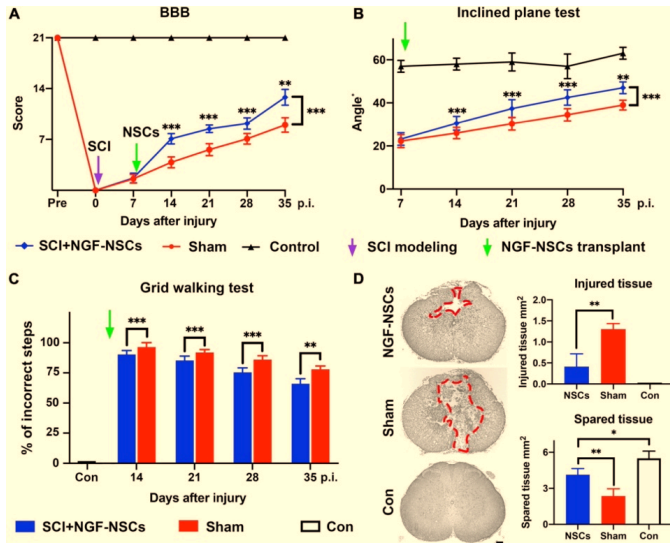 A
BBB
Score
21
14
7
SCI
NSCs
***
***
***
**
***
Pre 0 7 14 21 28 35 p.i.
Days after injury
B
Inclined plane test
Angle°
60
40
20
0
***
***
***
**
***
7 14 21 28 35 p.i.
Days after injury
SCI+NGF-NSCs Sham Control SCI modeling NGF-NSCs transplant
C
Grid walking test
% of incorrect steps
100
75
50
25
0
***
***
***
**
Con 14 21 28 35 p.i.
Days after injury
SCI+NGF-NSCs Sham Con
D
NGF-NSCs
Sham
Con
Injured tissue
Injured tissue mm²
2.0
1.5
1.0
0.5
0.0
**
NSCs Sham Con
Spared tissue
Spared tissue mm²
6
3
0
*
**
NSCs Sham Con